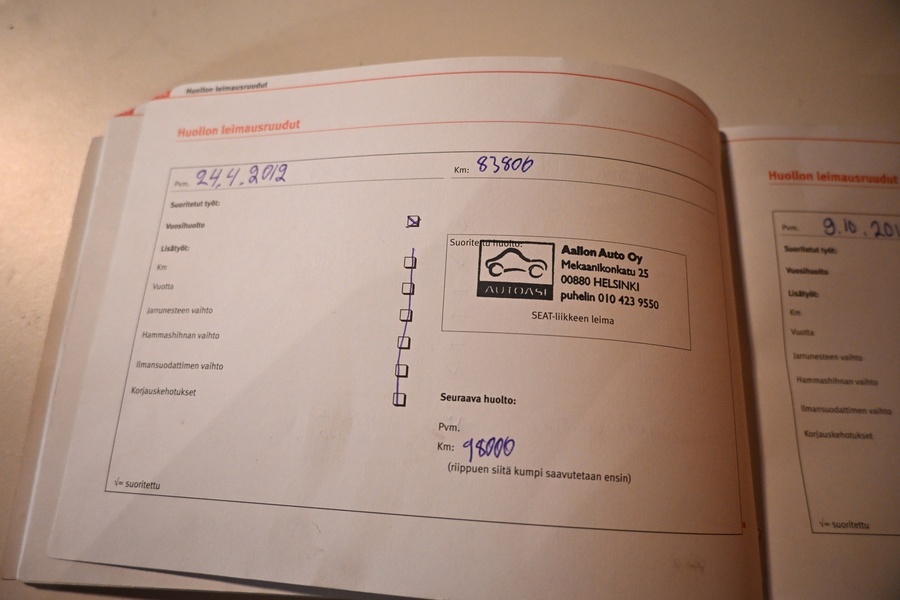 Huollon leimausruudut
Huollon leimausruudut
Pvm. 24.4.2012
Km: 83800
Suoritetut työt:
Vuosihuolto
Lisätyöt:
Km
Vuotta
Jarrunesteen vaihto
Hammashihnan vaihto
Ilmansuodattimen vaihto
Korjauskehotukset
√= suoritettu
Suoritettu huolto:
AUTOASI
Aallon Auto Oy
Mekaanikonkatu 25
00880 HELSINKI
puhelin 010 423 9550
SEAT-liikkeen leima
Seuraava huolto:
Pvm.
Km: 98000
(riippuen siitä kumpi saavutetaan ensin)
Huollon leimausruudut
Pvm. 9.10.201
Suoritetut työt:
Vuosihuolto
Lisätyöt:
Km
Vuotta
Jarrunesteen vaihto
Hammashihnan vaihto
Ilmansuodattimen vaihto
Korjauskehotukset
√= suoritettu